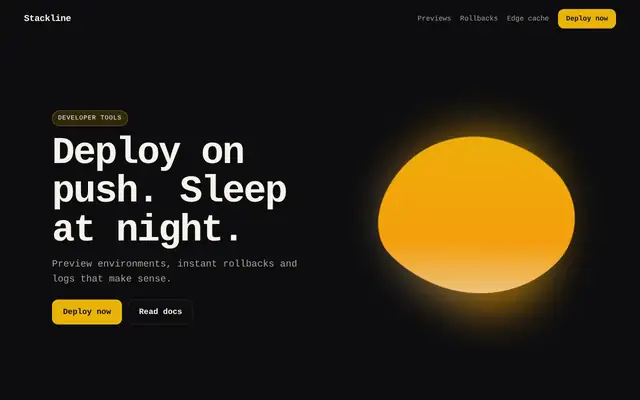 Stackline
Previews Rollbacks Edge cache Deploy now
DEVELOPER TOOLS
Deploy on
push. Sleep
at night.
Preview environments, instant rollbacks and
logs that make sense.
Deploy now Read docs